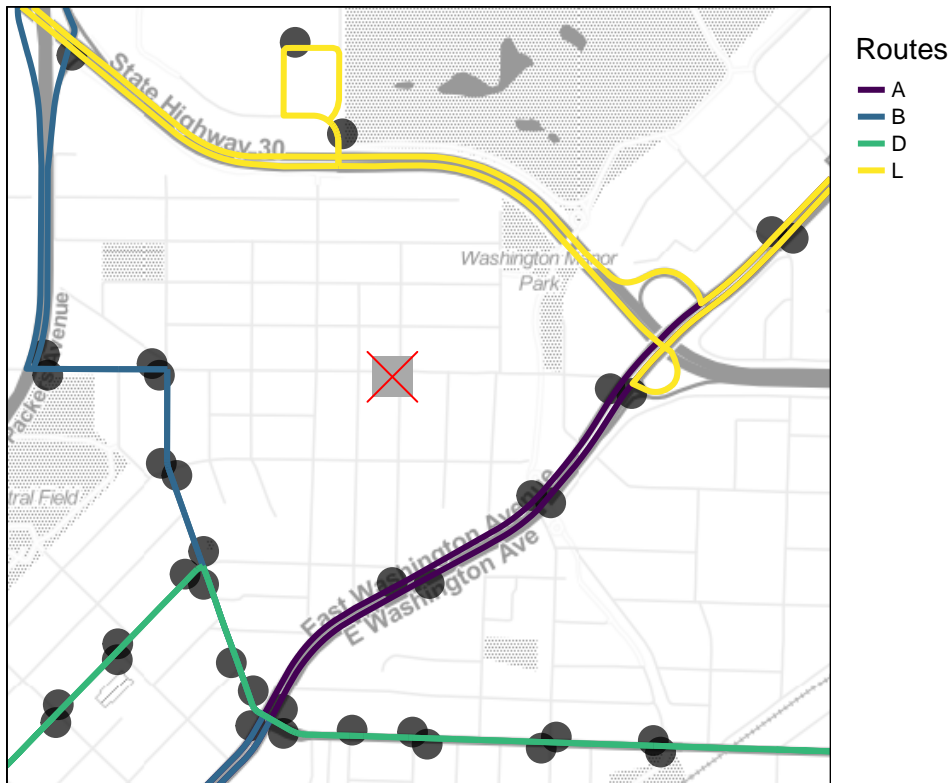 State Highway 30
Washington Manor
Park
Packers Avenue
tral Field
East Washington Avenue
E Washington Ave
Routes
A
B
D
L